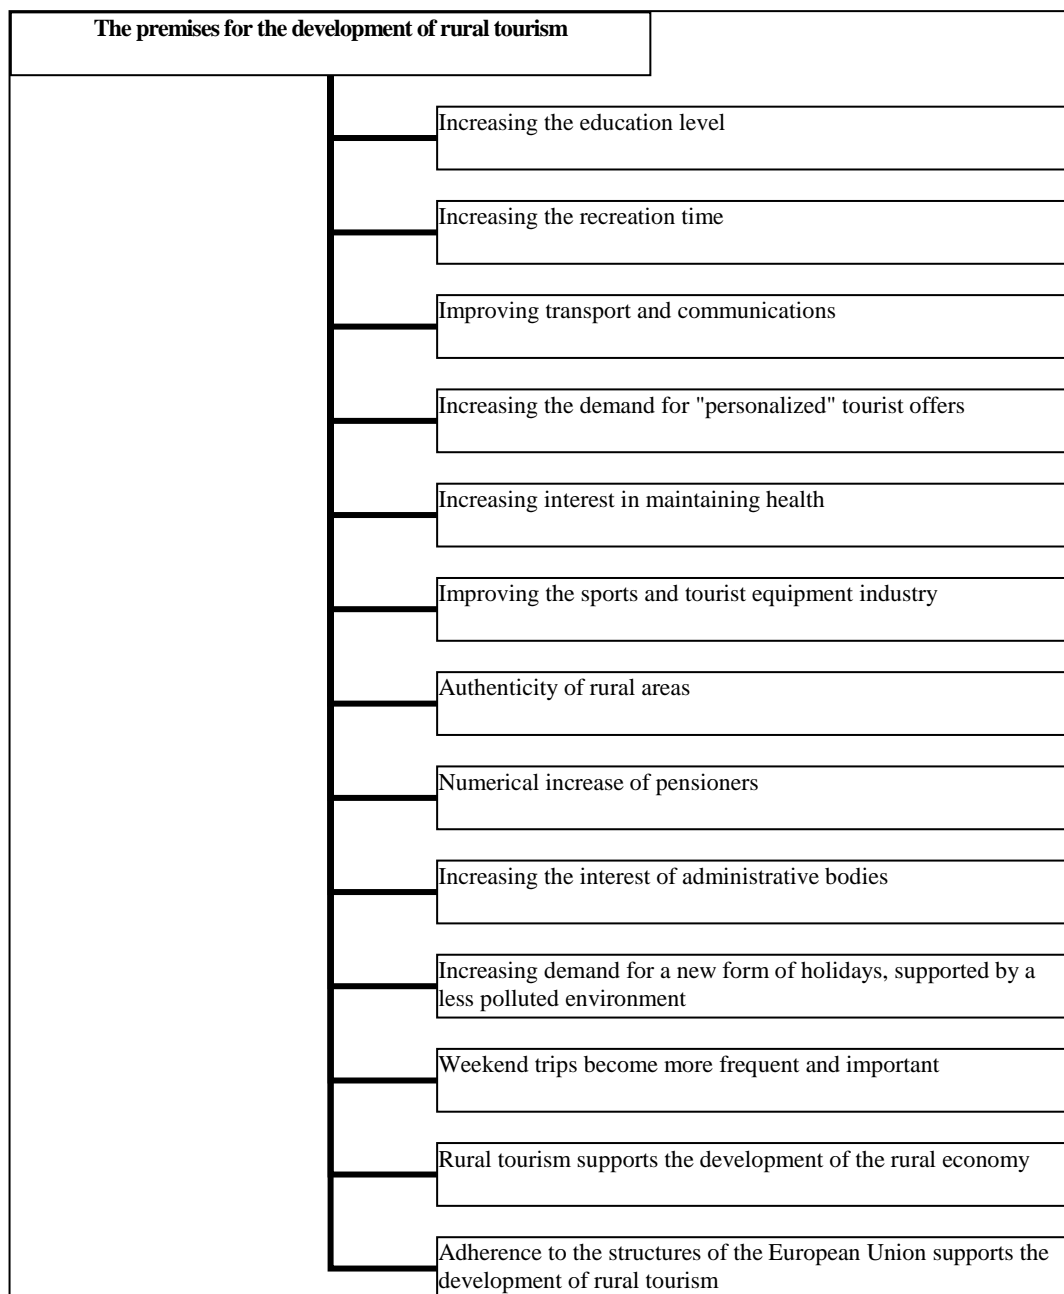 The premises for the development of rural tourism
Increasing the education level
Increasing the recreation time
Improving transport and communications
Increasing the demand for "personalized" tourist offers
Increasing interest in maintaining health
Improving the sports and tourist equipment industry
Authenticity of rural areas
Numerical increase of pensioners
Increasing the interest of administrative bodies
Increasing demand for a new form of holidays, supported by a
less polluted environment
Weekend trips become more frequent and important
Rural tourism supports the development of the rural economy
Adherence to the structures of the European Union supports the
development of rural tourism